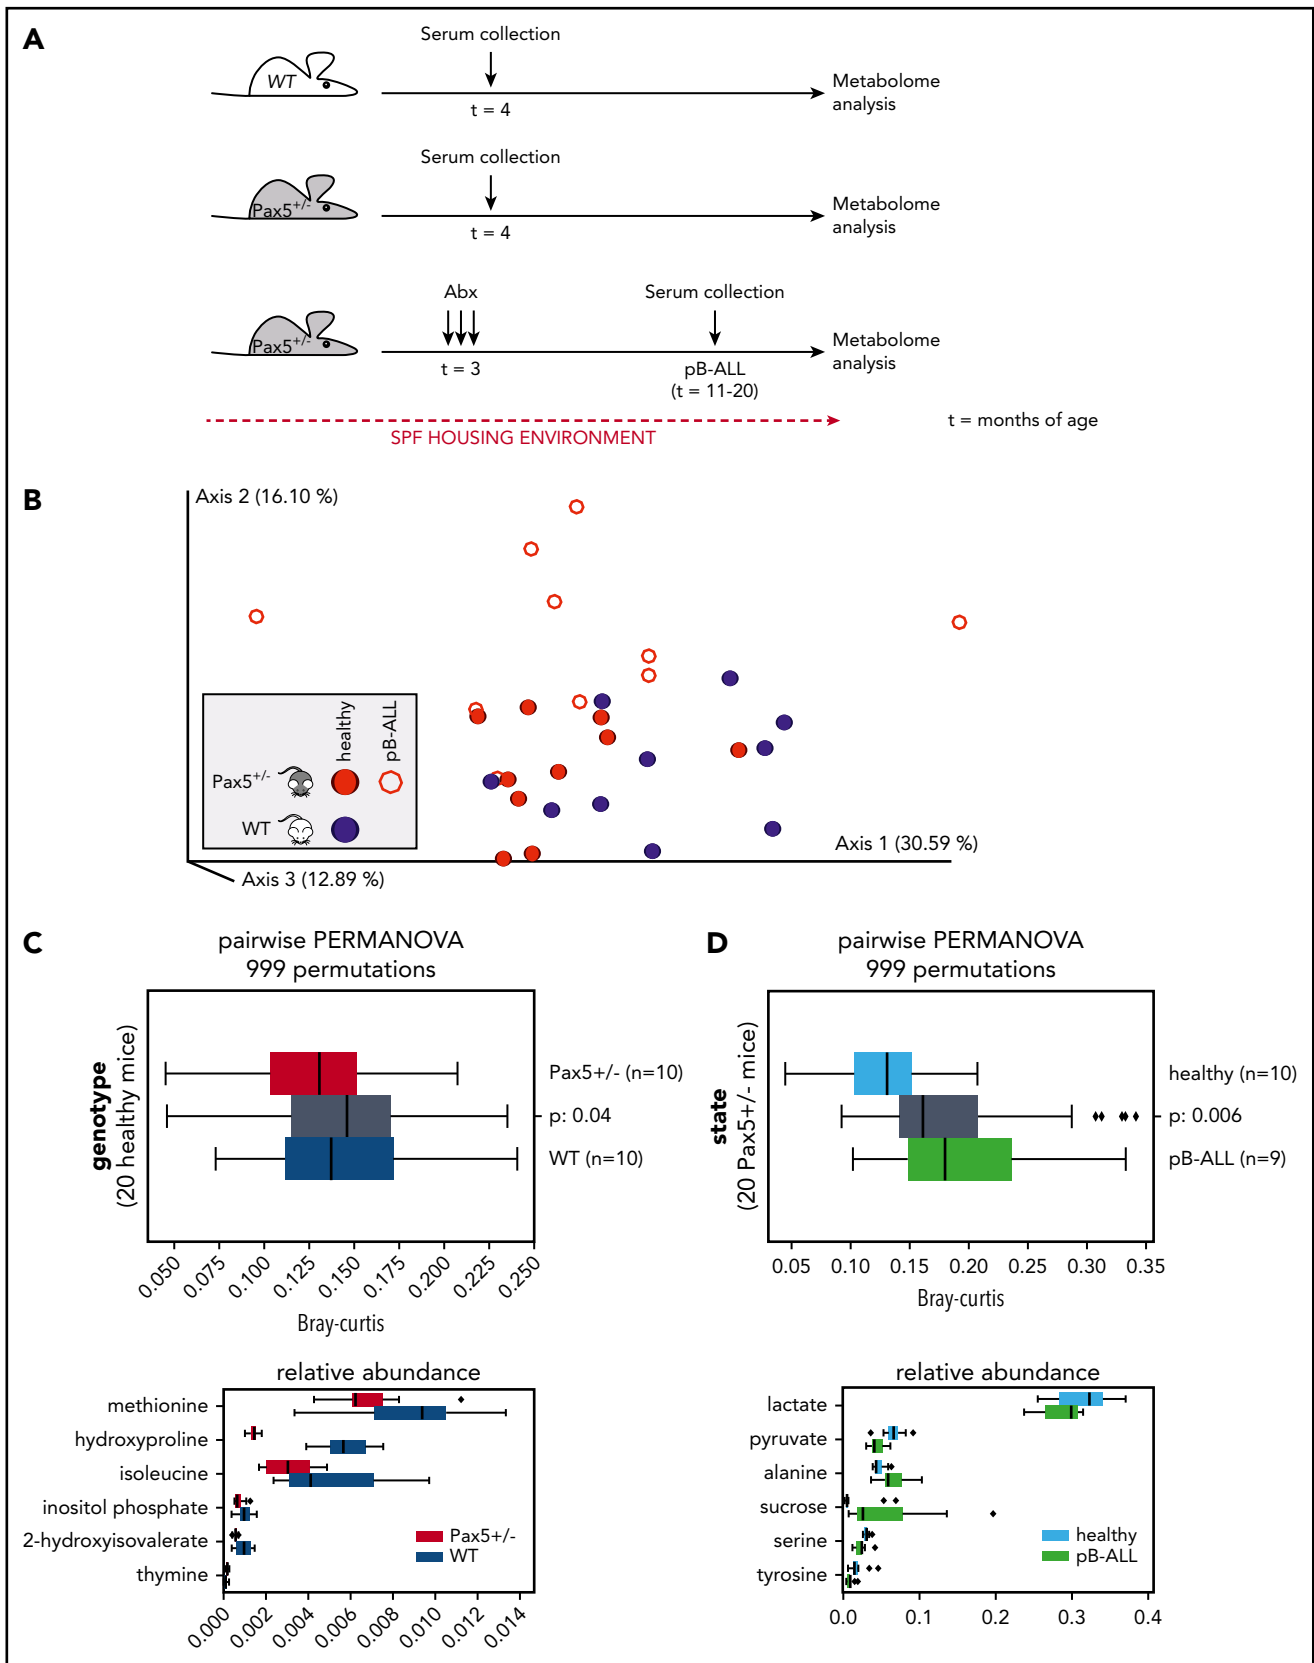 A
Serum collection
WT
t = 4
Metabolome
analysis
Serum collection
Pax5+/-
t = 4
Metabolome
analysis
Abx
Serum collection
Pax5+/-
t = 3
pB-ALL
(t = 11-20)
Metabolome
analysis
SPF HOUSING ENVIRONMENT
t = months of age
B
Axis 2 (16.10 %)
healthy
pB-ALL
Pax5+/-
WT
Axis 1 (30.59 %)
Axis 3 (12.89 %)
C
pairwise PERMANOVA
999 permutations
genotype
(20 healthy mice)
Pax5+/- (n=10)
p: 0.04
WT (n=10)
0.050
0.075
0.100
0.125
0.150
0.175
0.200
0.225
0.250
Bray-curtis
relative abundance
methionine
hydroxyproline
isoleucine
inositol phosphate
2-hydroxyisovalerate
thymine
Pax5+/-
WT
0.000
0.002
0.004
0.006
0.008
0.010
0.012
0.014
D
pairwise PERMANOVA
999 permutations
state
(20 Pax5+/- mice)
healthy (n=10)
p: 0.006
pB-ALL (n=9)
0.05
0.10
0.15
0.20
0.25
0.30
0.35
Bray-curtis
relative abundance
lactate
pyruvate
alanine
sucrose
serine
tyrosine
healthy
pB-ALL
0.0
0.1
0.2
0.3
0.4